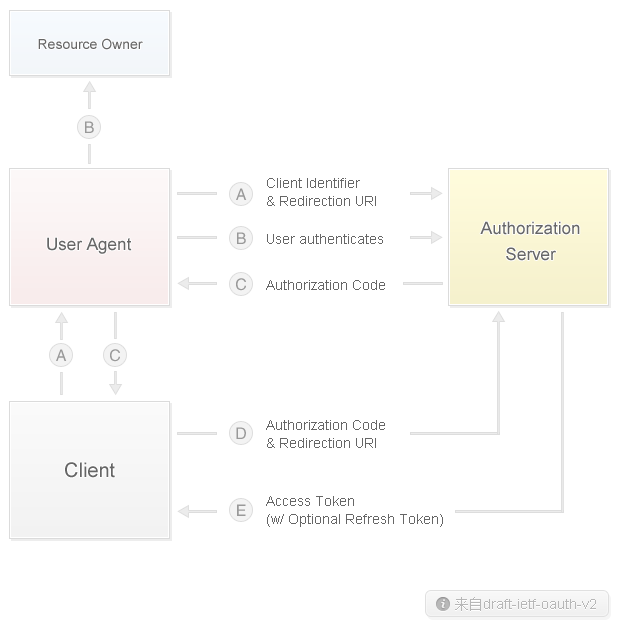 Resource Owner
B
User Agent
A
Client Identifier
& Redirection URI
B
User authenticates
C
Authorization Code
Authorization
Server
A
C
Client
D
Authorization Code
& Redirection URI
E
Access Token
(w/ Optional Refresh Token)
i 来自draft-ietf-oauth-v2